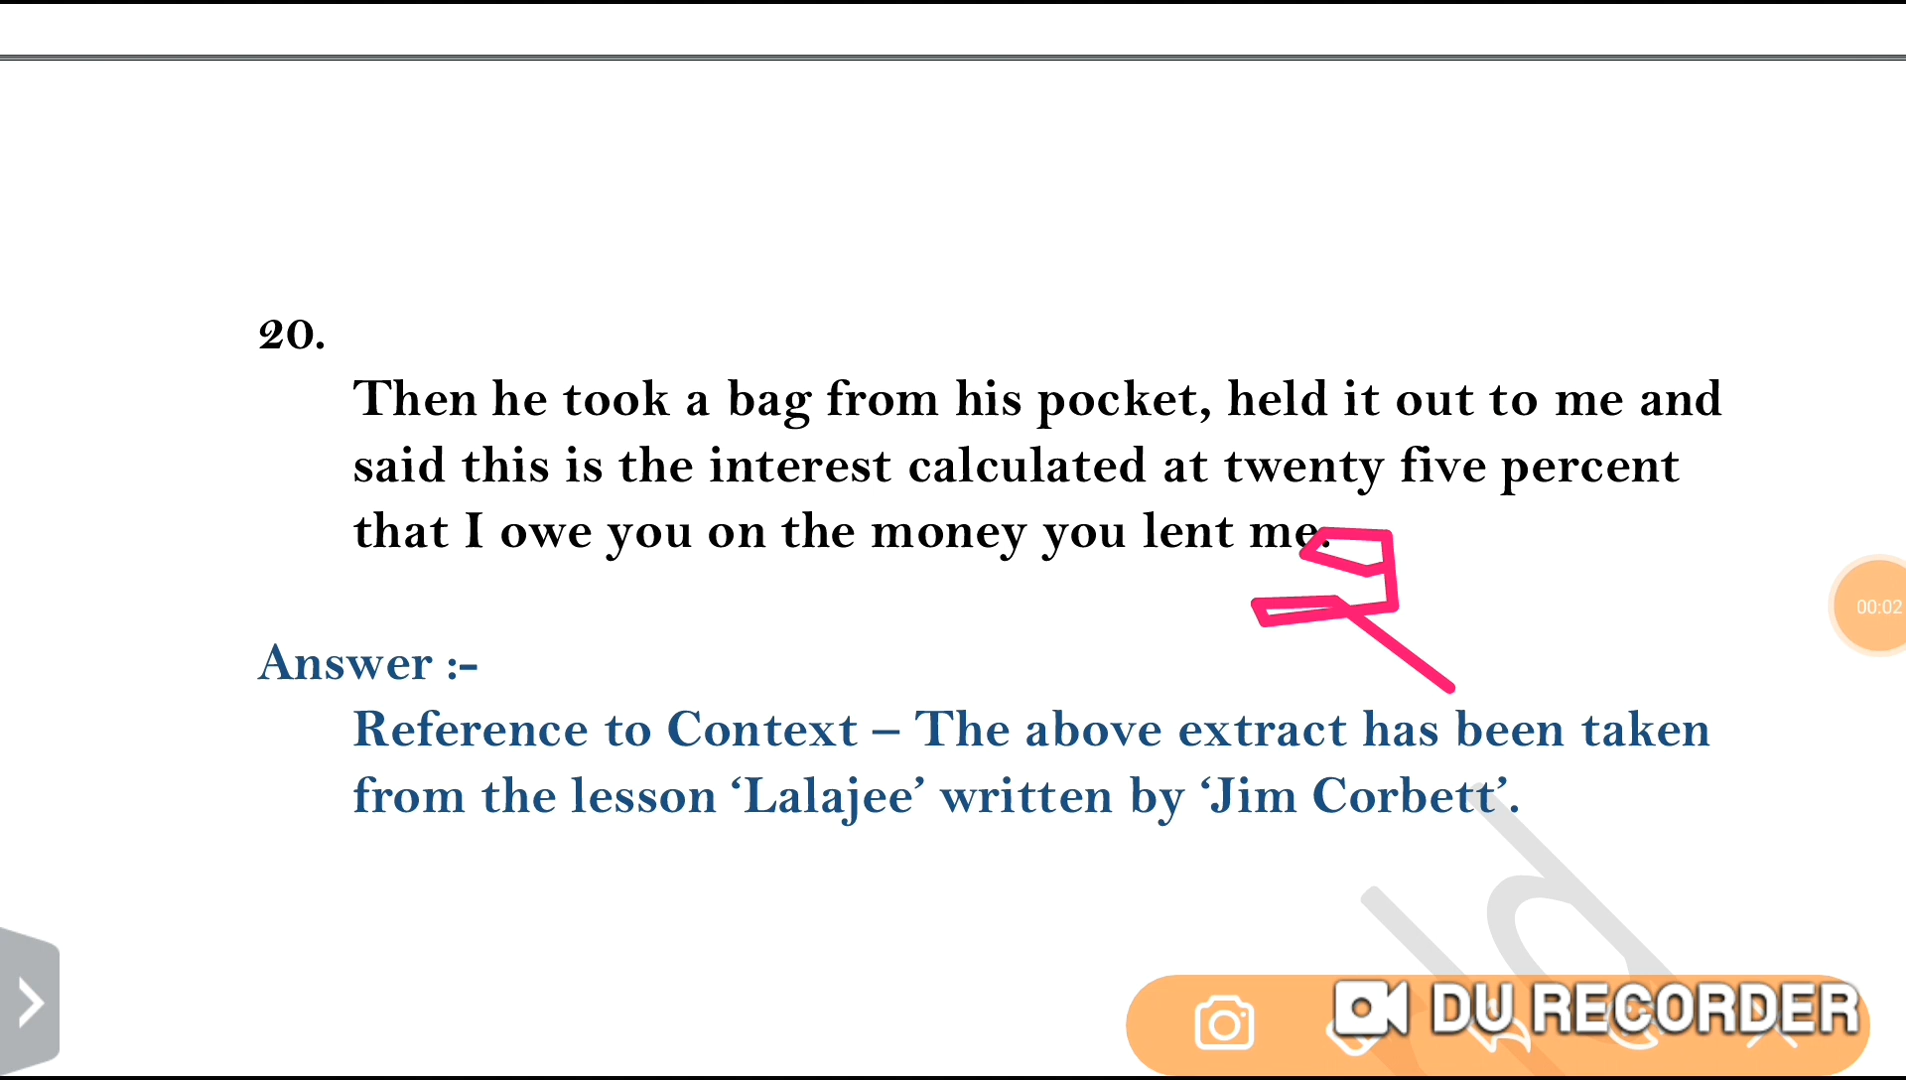 20.
Then he took a bag from his pocket, held it out to me and
said this is the interest calculated at twenty five percent
that I owe you on the money you lent me.
00:02
Answer :-
Reference to Context – The above extract has been taken
from the lesson ‘Lalajee’ written by ‘Jim Corbett’.
DU RECORDER